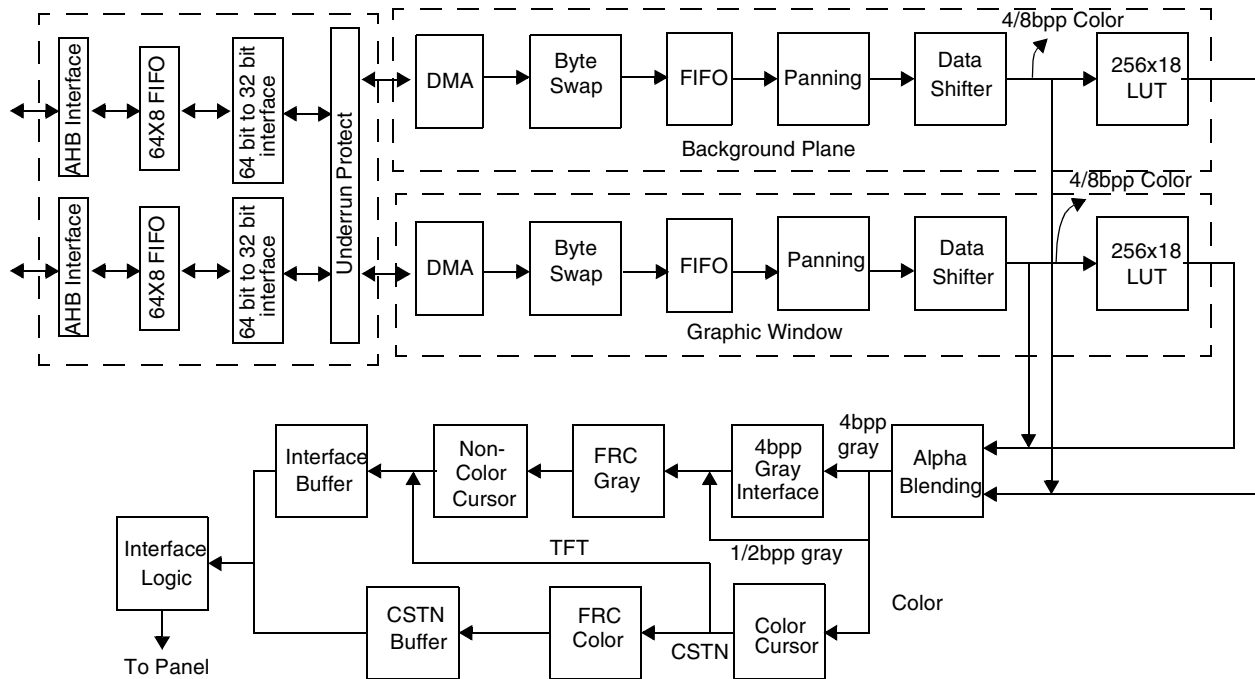 4/8bpp Color
AHB Interface
64X8 FIFO
64 bit to 32 bit
interface
Underrun Protect
DMA
Byte
Swap
FIFO
Panning
Data
Shifter
256x18
LUT
Background Plane
4/8bpp Color
AHB Interface
64X8 FIFO
64 bit to 32 bit
interface
DMA
Byte
Swap
FIFO
Panning
Data
Shifter
256x18
LUT
Graphic Window
Interface
Buffer
Non-
Color
Cursor
FRC
Gray
4bpp
Gray
Interface
4bpp
gray
Alpha
Blending
Interface
Logic
TFT
1/2bpp gray
CSTN
Buffer
FRC
Color
CSTN
Color
Cursor
Color
To Panel